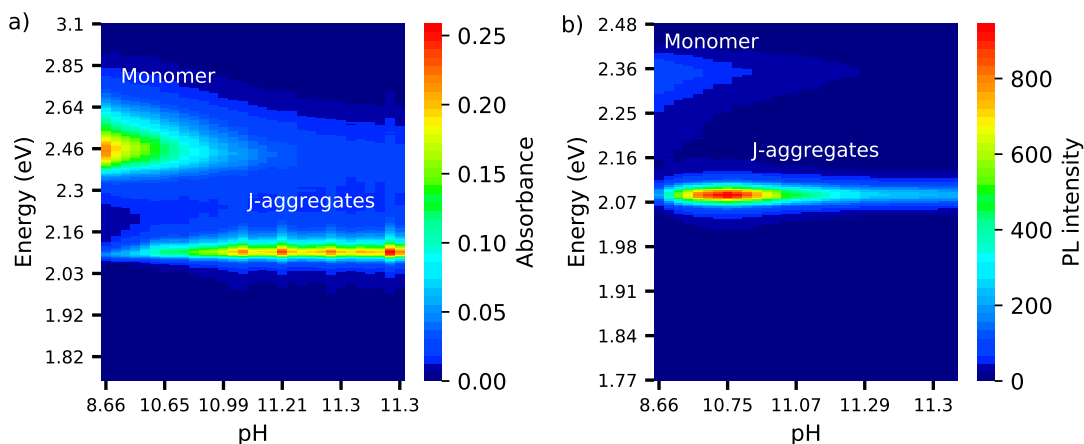 a)
3.1
2.85
2.64
2.46
2.3
2.16
2.03
1.92
1.82
Energy (eV)
Monomer
J-aggregates
8.66 10.65 10.99 11.21 11.3 11.3
pH
0.25
0.20
0.15
0.10
0.05
0.00
Absorbance
b)
2.48
2.36
2.25
2.16
2.07
1.98
1.91
1.84
1.77
Energy (eV)
Monomer
J-aggregates
8.66 10.75 11.07 11.29 11.3
pH
800
600
400
200
0
PL intensity